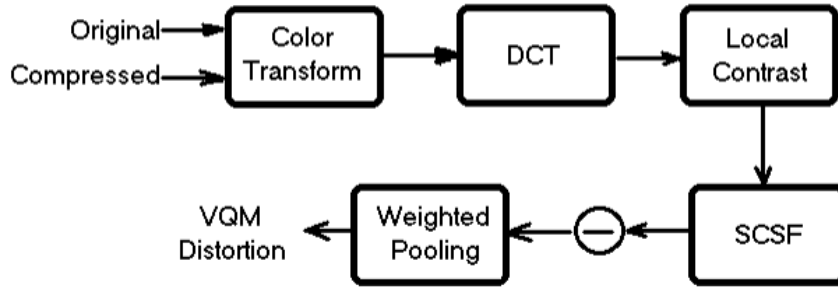 Original
Compressed
Color
Transform
DCT
Local
Contrast
VQM
Distortion
Weighted
Pooling
SCSF